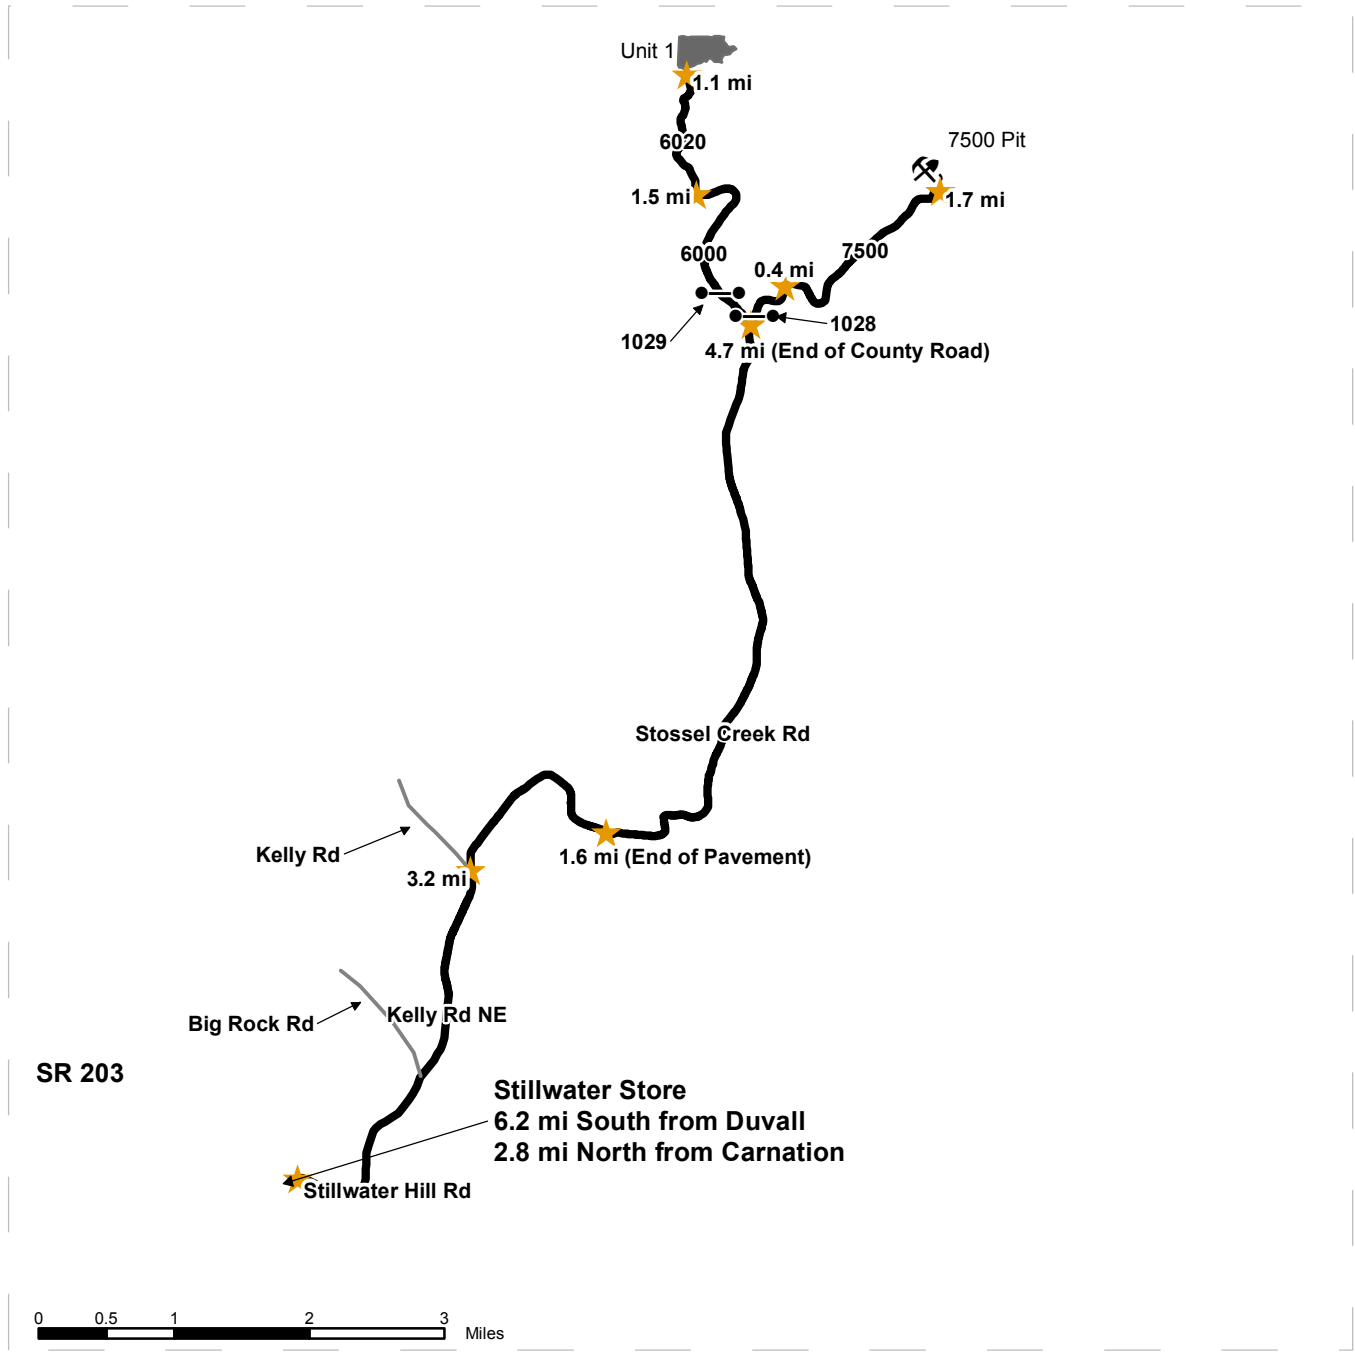 Unit 1
1.1 mi
6020
7500 Pit
1.5 mi
1.7 mi
6000
7500
0.4 mi
1028
1029
4.7 mi (End of County Road)
Stossel Creek Rd
Kelly Rd
1.6 mi (End of Pavement)
3.2 mi
Big Rock Rd
Kelly Rd NE
SR 203
Stillwater Store
6.2 mi South from Duvall
2.8 mi North from Carnation
Stillwater Hill Rd
0 0.5 1 2 3
Miles